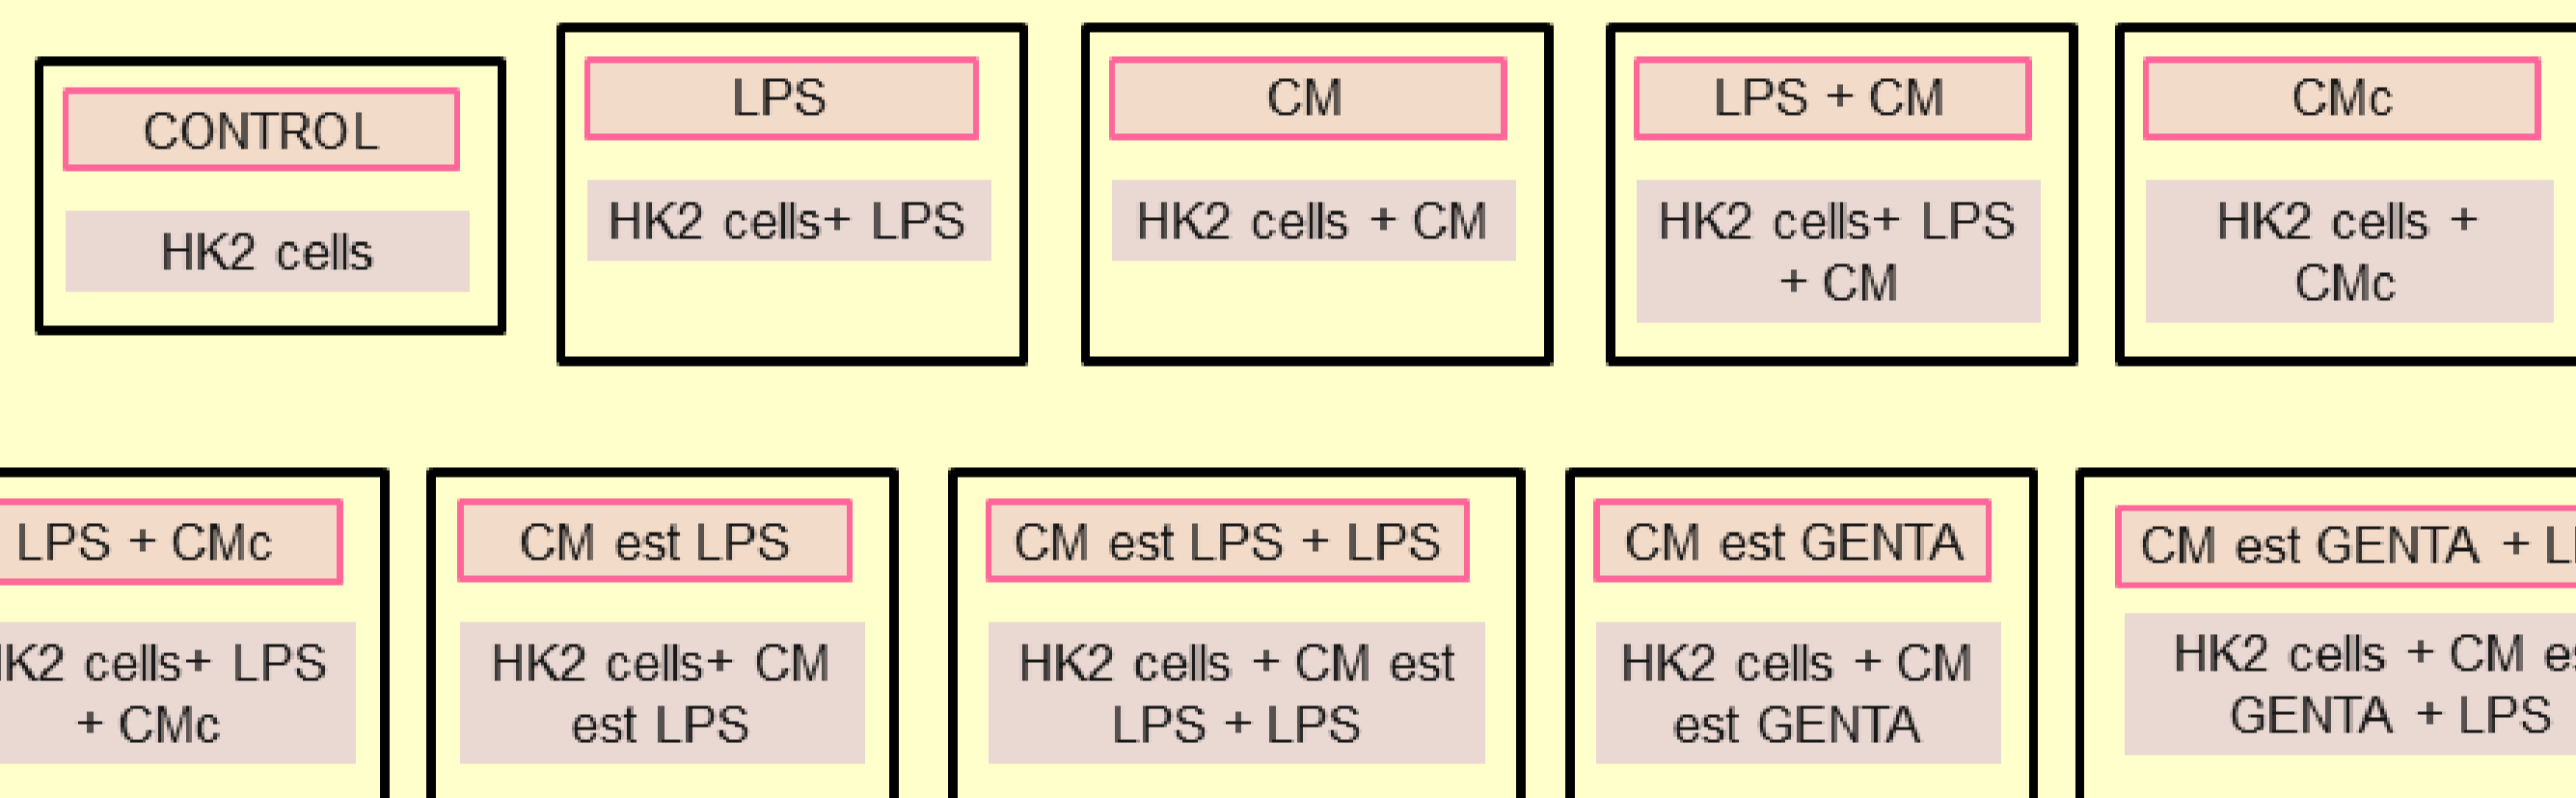 CONTROL
HK2 cells
LPS
HK2 cells+ LPS
CM
HK2 cells + CM
LPS + CM
HK2 cells+ LPS
+ CM
CMc
HK2 cells +
CMc
LPS + CMc
cells+ LPS
+ CMc
CM est LPS
HK2 cells+ CM
est LPS
CM est LPS + LPS
HK2 cells + CM est
LPS + LPS
CM est GENTA
HK2 cells + CM
est GENTA
CM est GENTA +
HK2 cells + CM
GENTA + LPS